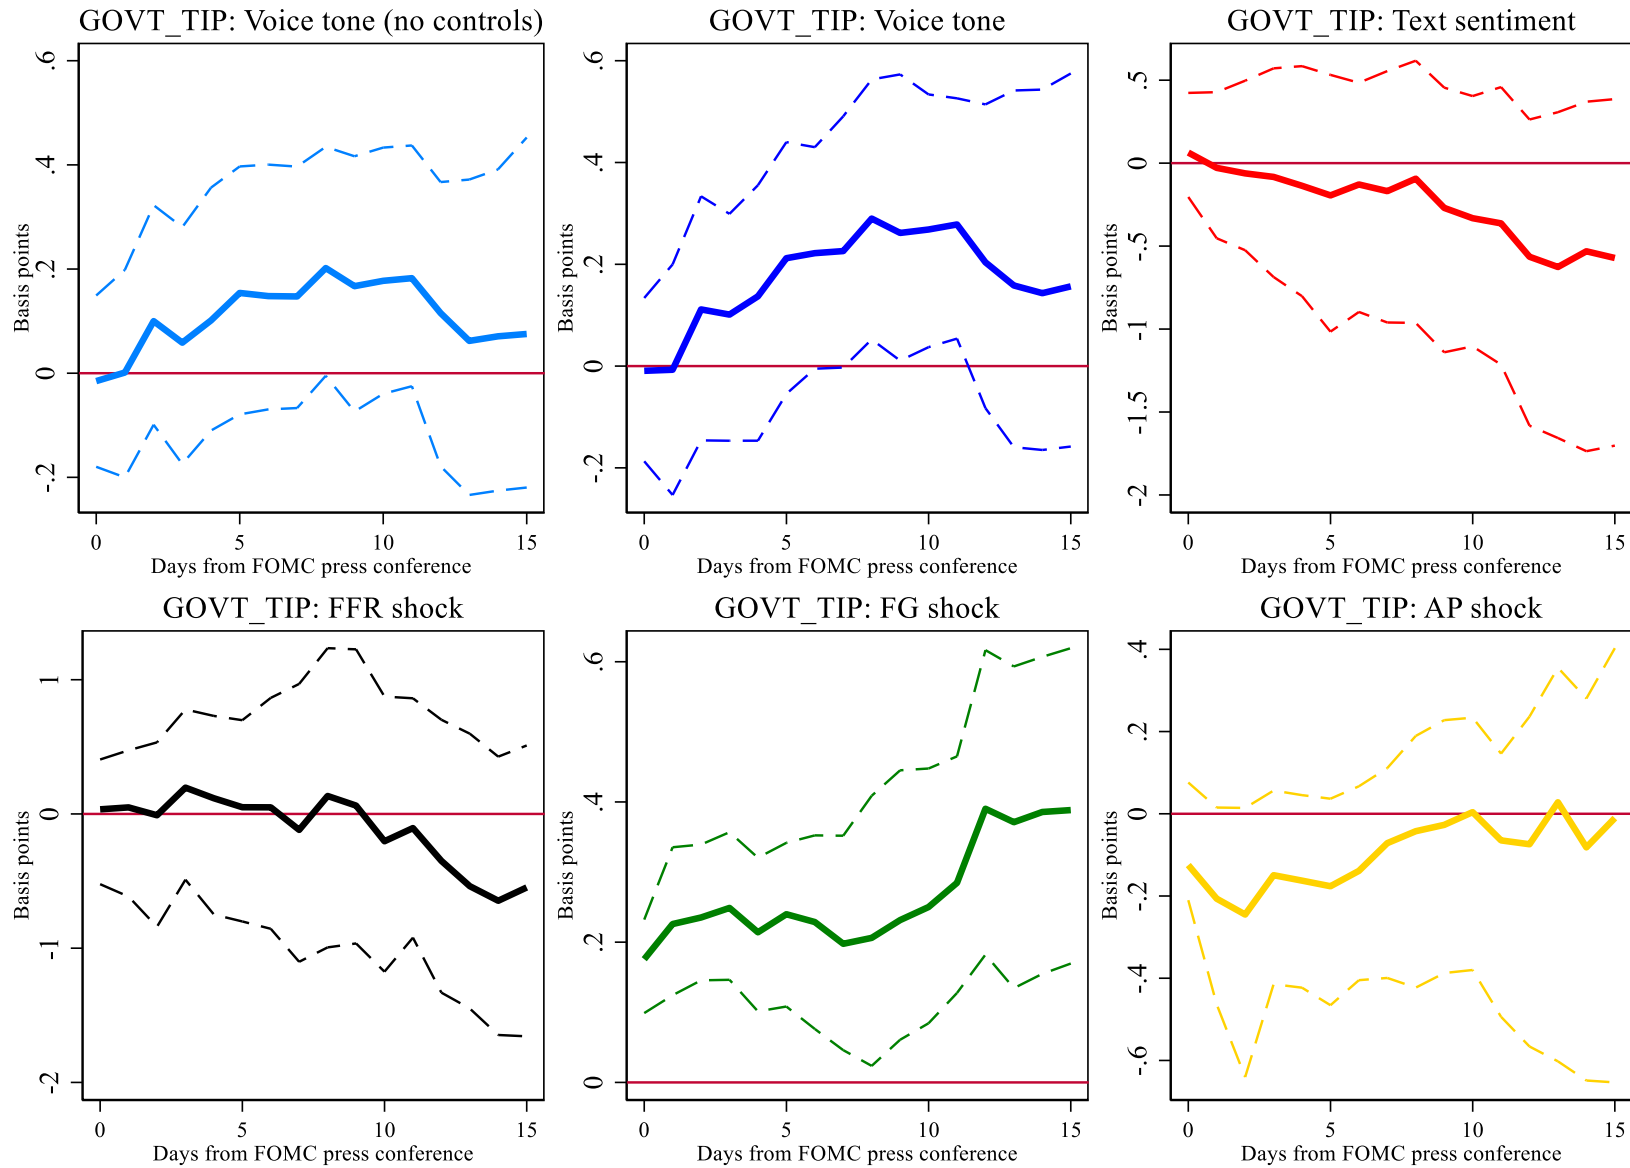 GOVT_TIP: Voice tone (no controls)
Basis points
.6
.4
.2
0
-.2
0 5 10 15
Days from FOMC press conference
GOVT_TIP: Voice tone
Basis points
.6
.4
.2
0
-.2
0 5 10 15
Days from FOMC press conference
GOVT_TIP: Text sentiment
Basis points
.5
0
-.5
-1
-1.5
-2
0 5 10 15
Days from FOMC press conference
GOVT_TIP: FFR shock
Basis points
1
0
-1
-2
0 5 10 15
Days from FOMC press conference
GOVT_TIP: FG shock
Basis points
.6
.4
.2
0
0 5 10 15
Days from FOMC press conference
GOVT_TIP: AP shock
Basis points
.4
.2
0
-.2
-.4
-.6
0 5 10 15
Days from FOMC press conference